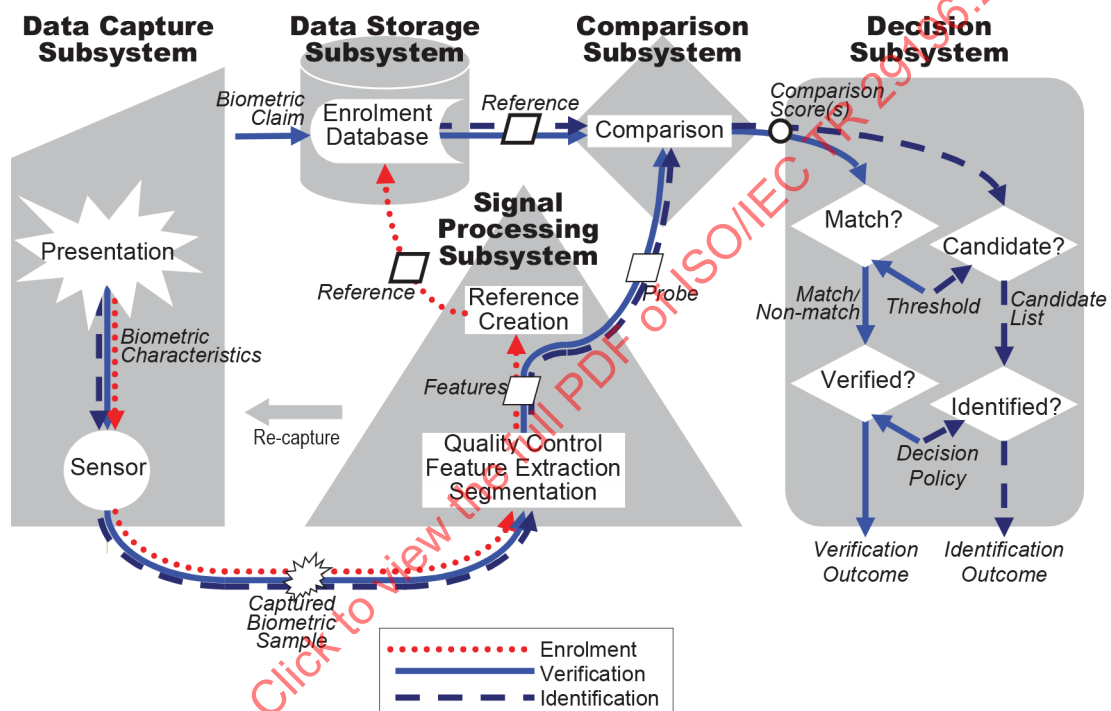 Data Capture
Subsystem
Data Storage
Subsystem
Comparison
Subsystem
Decision
Subsystem
Biometric
Claim
Enrolment
Database
Reference
Comparison
Comparison
Score(s)
Presentation
Signal
Processing
Subsystem
Match?
Candidate?
Reference
Reference
Creation
Probe
Match/
Non-match
Threshold
Candidate
List
Biometric
Characteristics
Features
Verified?
Identified?
Re-capture
Sensor
Quality Control
Feature Extraction
Segmentation
Decision
Policy
Verification
Outcome
Identification
Outcome
Captured
Biometric
Sample
Enrolment
Verification
Identification
Click to view the full PDF of ISO/IEC TR 29196:2